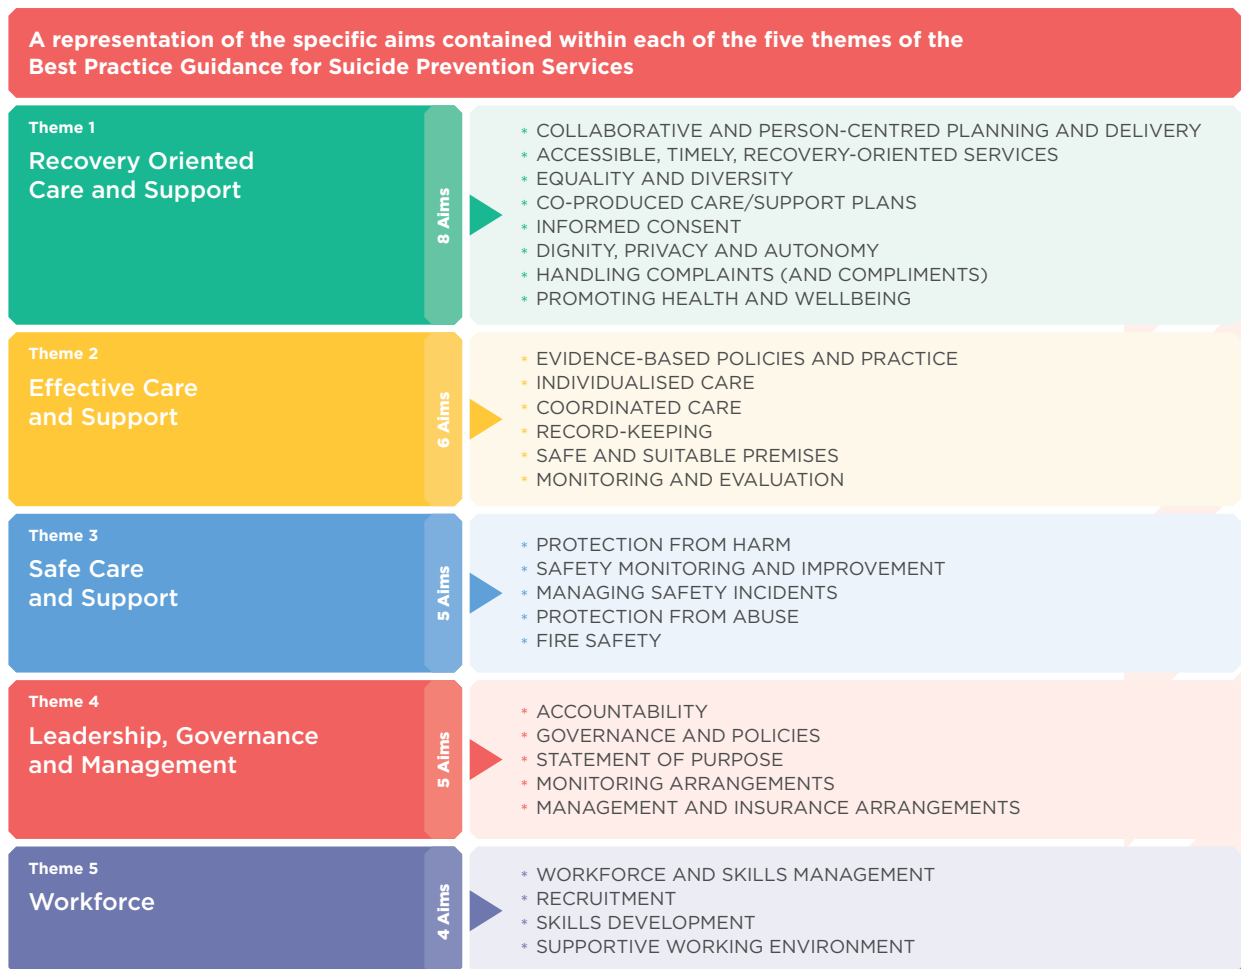 A representation of the specific aims contained within each of the five themes of the
Best Practice Guidance for Suicide Prevention Services
Theme 1
Recovery Oriented
Care and Support
8 Aims
* COLLABORATIVE AND PERSON-CENTRED PLANNING AND DELIVERY
* ACCESSIBLE, TIMELY, RECOVERY-ORIENTED SERVICES
* EQUALITY AND DIVERSITY
* CO-PRODUCED CARE/SUPPORT PLANS
* INFORMED CONSENT
* DIGNITY, PRIVACY AND AUTONOMY
* HANDLING COMPLAINTS (AND COMPLIMENTS)
* PROMOTING HEALTH AND WELLBEING
Theme 2
Effective Care
and Support
6 Aims
* EVIDENCE-BASED POLICIES AND PRACTICE
* INDIVIDUALISED CARE
* COORDINATED CARE
* RECORD-KEEPING
* SAFE AND SUITABLE PREMISES
* MONITORING AND EVALUATION
Theme 3
Safe Care
and Support
5 Aims
* PROTECTION FROM HARM
* SAFETY MONITORING AND IMPROVEMENT
* MANAGING SAFETY INCIDENTS
* PROTECTION FROM ABUSE
* FIRE SAFETY
Theme 4
Leadership, Governance
and Management
5 Aims
* ACCOUNTABILITY
* GOVERNANCE AND POLICIES
* STATEMENT OF PURPOSE
* MONITORING ARRANGEMENTS
* MANAGEMENT AND INSURANCE ARRANGEMENTS
Theme 5
Workforce
4 Aims
* WORKFORCE AND SKILLS MANAGEMENT
* RECRUITMENT
* SKILLS DEVELOPMENT
* SUPPORTIVE WORKING ENVIRONMENT